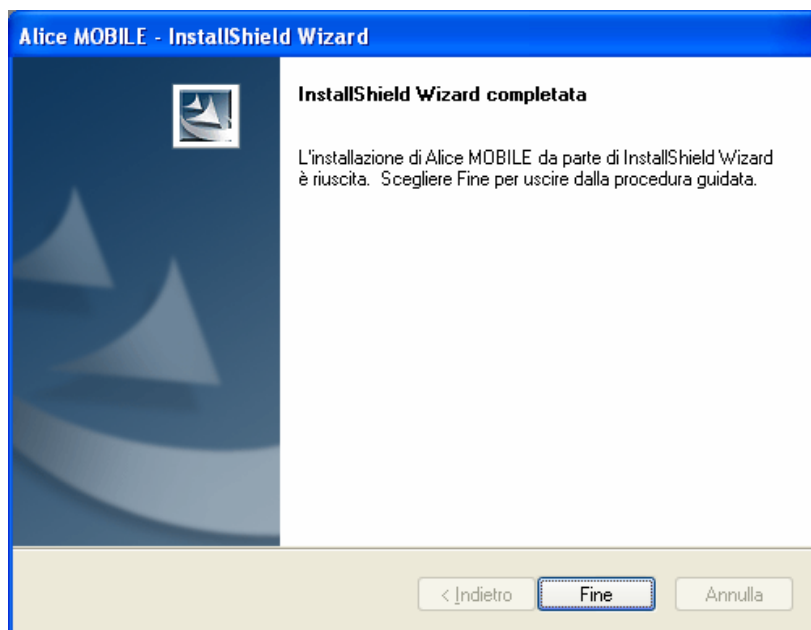 Alice MOBILE - InstallShield Wizard
InstallShield Wizard completata
L'installazione di Alice MOBILE da parte di InstallShield Wizard
è riuscita. Scegliere Fine per uscire dalla procedura guidata.
< Indietro
Fine
Annulla